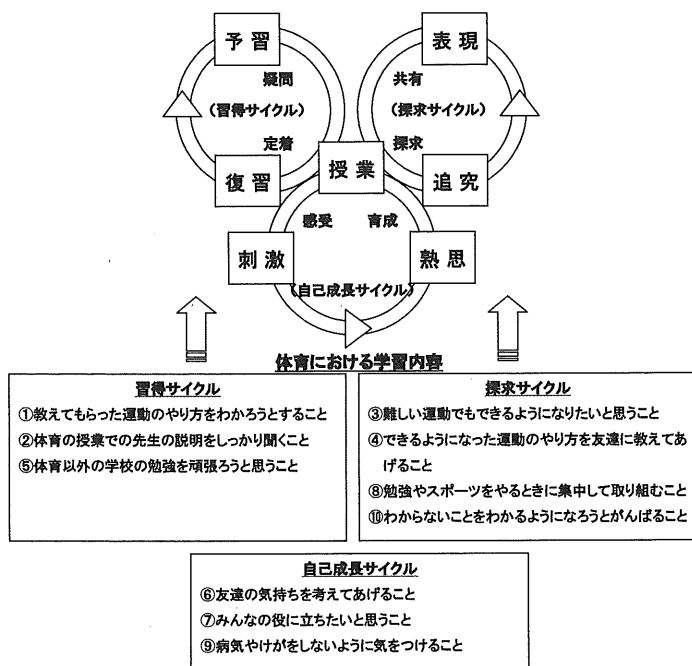 予習
表現
疑問
共有
(習得サイクル)
(探求サイクル)
定着
探求
授業
復習
追究
感受
育成
刺激
熟思
(自己成長サイクル)
体育における学習内容
習得サイクル
①教えてもらった運動のやり方をわかろうとすること
②体育の授業での先生の説明をしっかり聞くこと
⑤体育以外の学校の勉強を頑張ろうと思うこと
探求サイクル
③難しい運動でもできるようになりたいと思うこと
④できるようになった運動のやり方を友達に教えてあ
げること
⑧勉強やスポーツをやるときに集中して取り組むこと
⑩わからないことをわかるようになろうとがんばること
自己成長サイクル
⑥友達の気持ちを考えてあげること
⑦みんなの役に立ちたいと思うこと
⑨病気やけがをしないように気をつけること